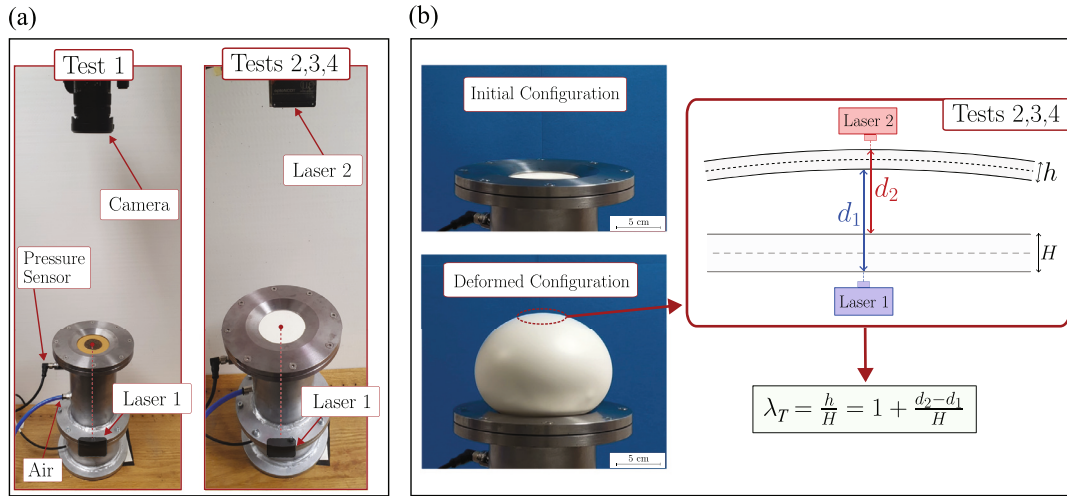 (a)
Test 1
Tests 2,3,4
Laser 2
Camera
Pressure
Sensor
Laser 1
Laser 1
Air
(b)
Initial Configuration
5 cm
Deformed Configuration
5 cm
Tests 2,3,4
Laser 2
h
d₂
d₁
H
Laser 1
λ_T = h/H = 1 + (d₂−d₁)/H